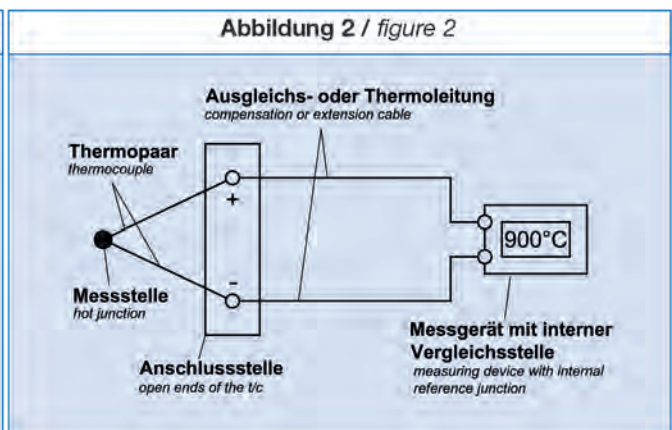 Abbildung 2 / figure 2
Ausgleichs- oder Thermoleitung
compensation or extension cable
Thermopaar
thermocouple
+
900°C
-
Messstelle
hot junction
Anschlussstelle
open ends of the t/c
Messgerät mit interner
Vergleichsstelle
measuring device with internal
reference junction